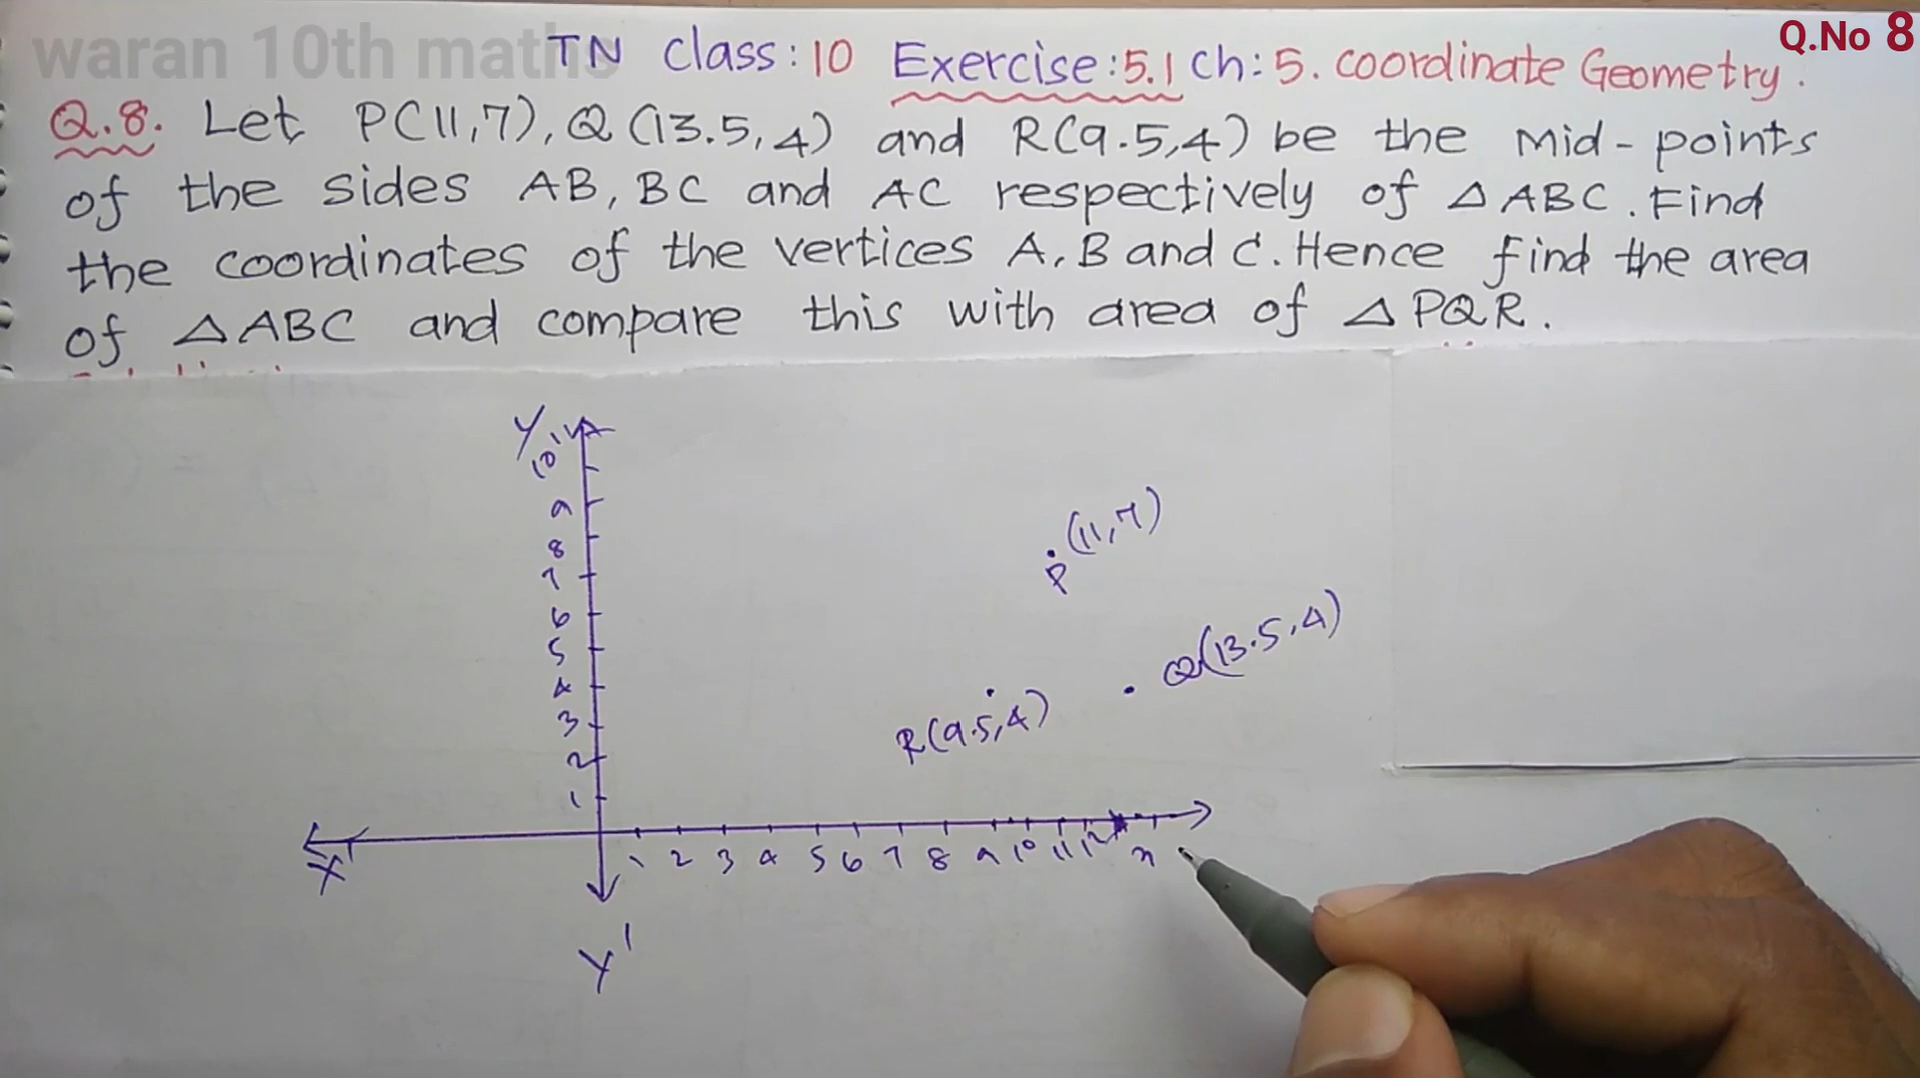 waran 10th maths
Q.No 8
TN Class: 10 Exercise: 5.1 Ch: 5. coordinate Geometry.
Q.8. Let P(11,7), Q(13.5,4) and R(9.5,4) be the Mid-points
of the sides AB, BC and AC respectively of △ABC. Find
the coordinates of the vertices A, B and C. Hence find the area
of △ABC and compare this with area of △PQR.
Y
10
9
8
7
6
5
4
3
2
1
(11,7)
P
Q(13.5,4)
R(9.5,4)
X'
1 2 3 4 5 6 7 8 9 10 11 12
Y'